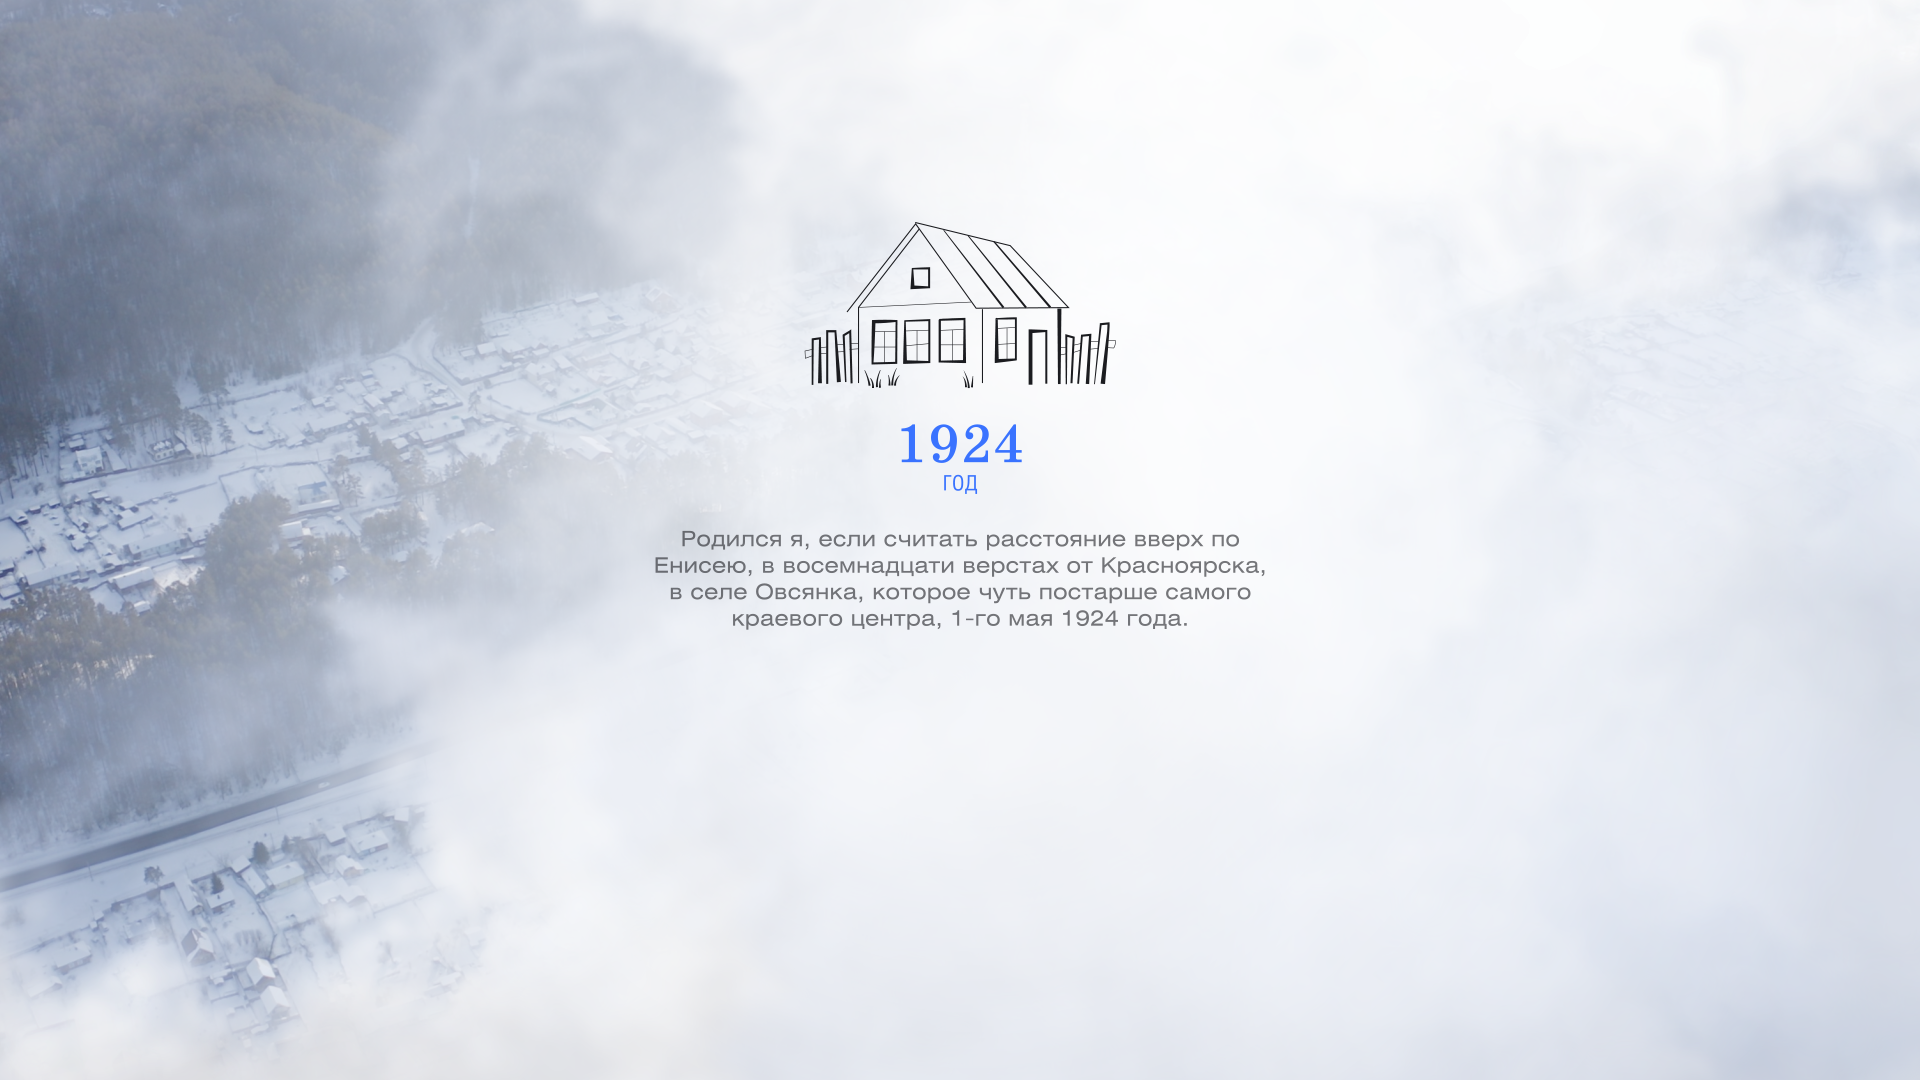 1924
ГОД
Родился я, если считать расстояние вверх по
Енисею, в восемнадцати верстах от Красноярска,
в селе Овсянка, которое чуть постарше самого
краевого центра, 1-го мая 1924 года.